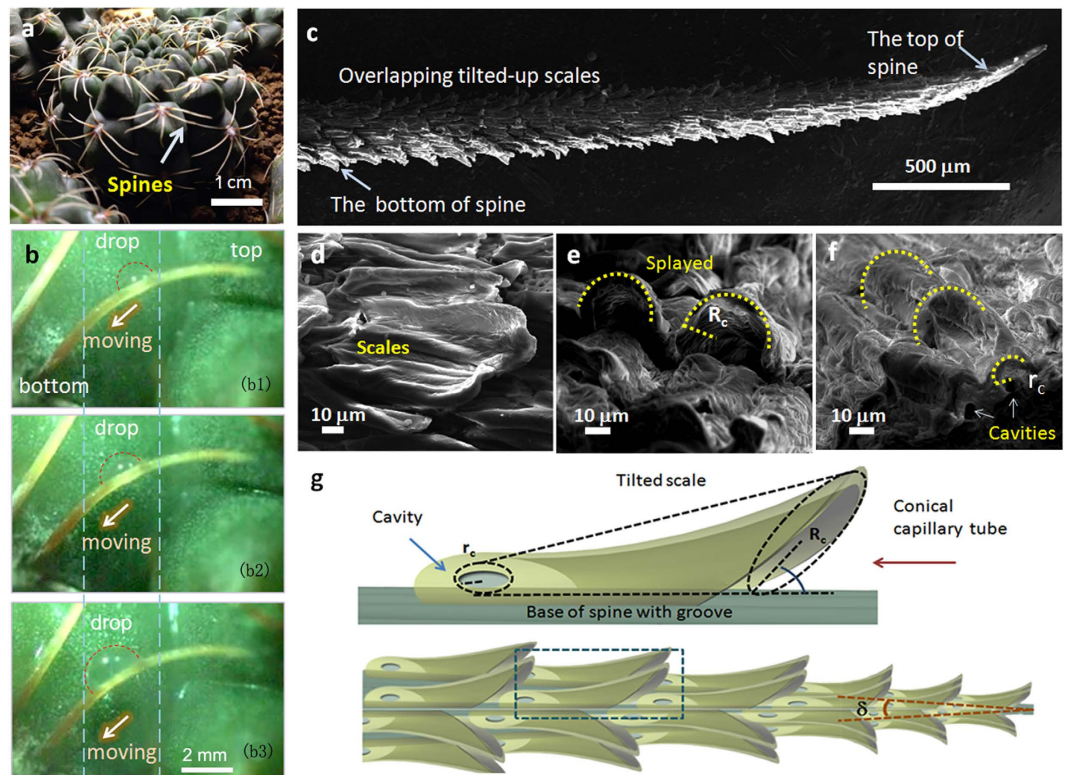 a
Spines
1 cm
b
drop
top
moving
bottom
(b1)
drop
moving
(b2)
drop
moving
2 mm
(b3)
c
Overlapping tilted-up scales
The top of
spine
500 μm
The bottom of spine
d
Scales
10 μm
e
Splayed
Rc
10 μm
f
rc
10 μm
Cavities
g
Tilted scale
Cavity
rc
Rc
Conical
capillary tube
Base of spine with groove
δ